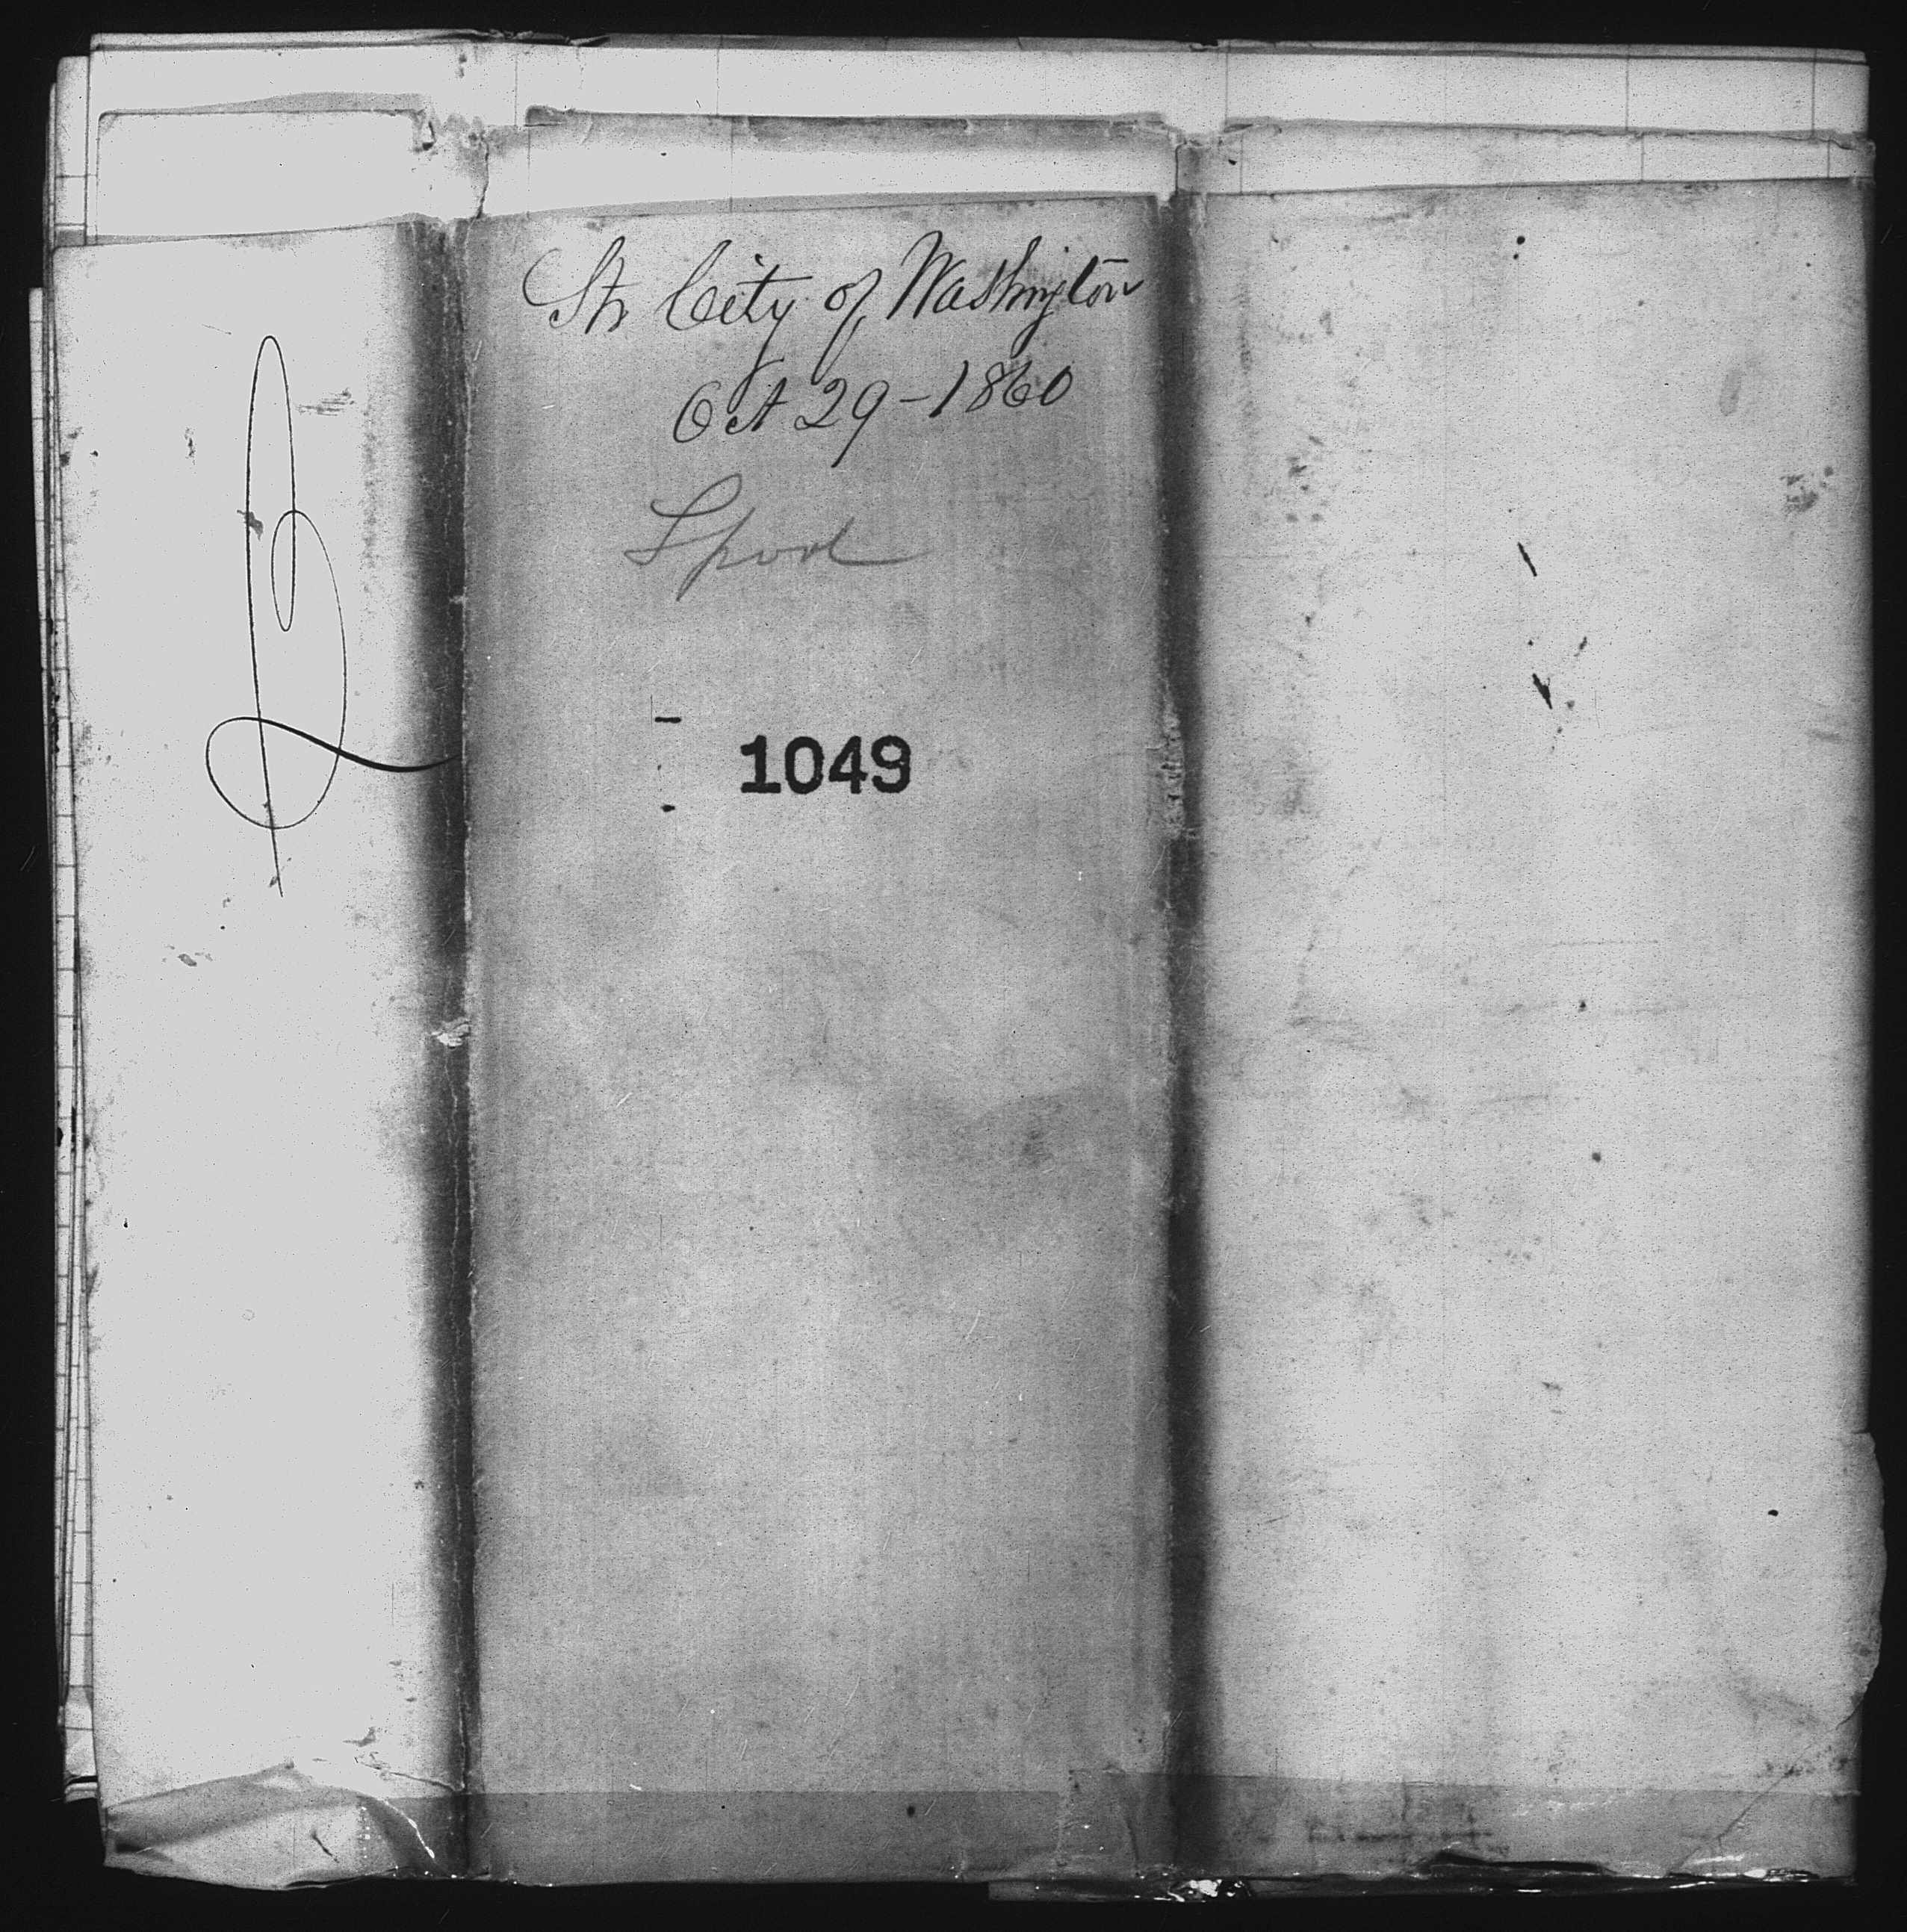 Str City of Washington
Oct 29-1860
Lpool
1049